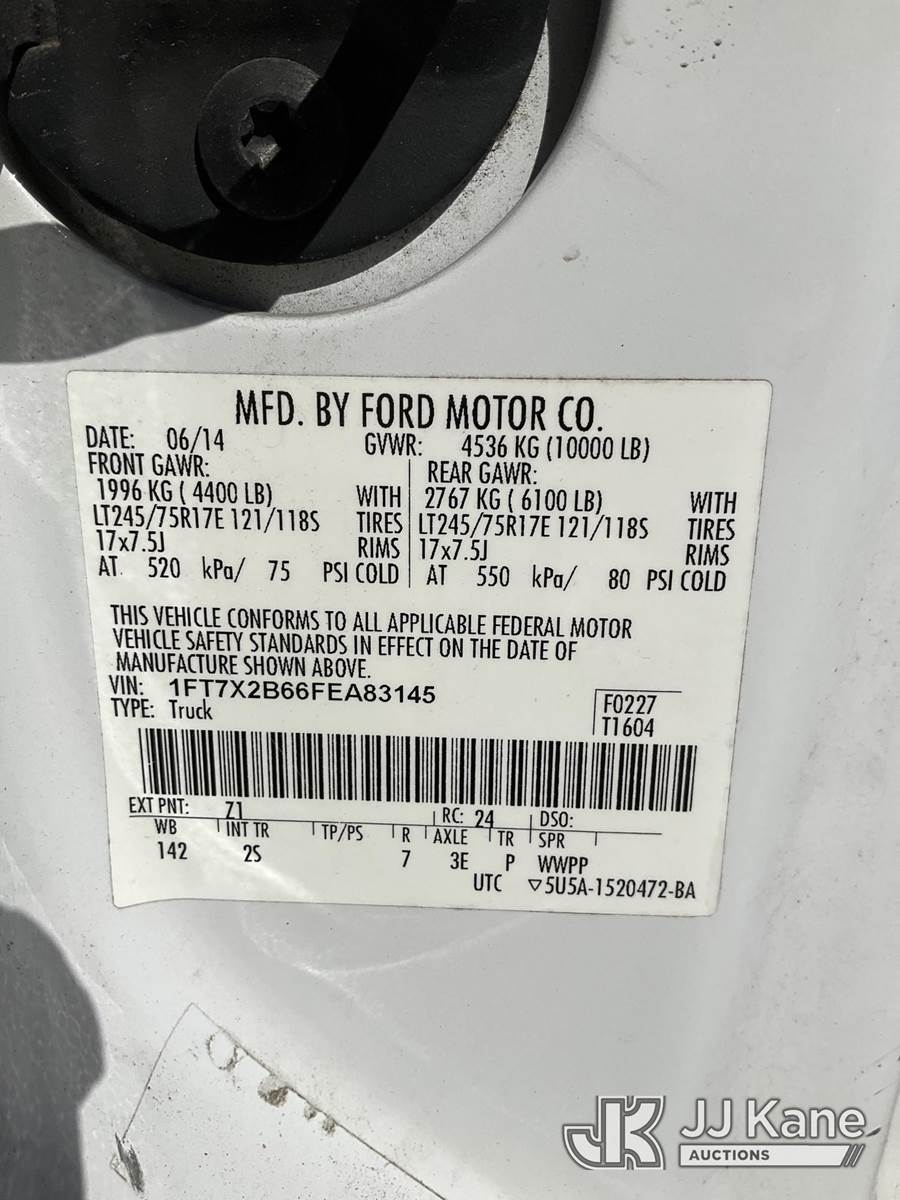 MFD. BY FORD MOTOR CO.
DATE: 06/14 GVWR: 4536 KG (10000 LB)
FRONT GAWR: REAR GAWR:
1996 KG ( 4400 LB) WITH 2767 KG ( 6100 LB) WITH
LT245/75R17E 121/118S TIRES LT245/75R17E 121/118S TIRES
17x7.5J RIMS 17x7.5J RIMS
AT 520 kPa/ 75 PSI COLD AT 550 kPa/ 80 PSI COLD
THIS VEHICLE CONFORMS TO ALL APPLICABLE FEDERAL MOTOR
VEHICLE SAFETY STANDARDS IN EFFECT ON THE DATE OF
MANUFACTURE SHOWN ABOVE.
VIN: 1FT7X2B66FEA83145
TYPE: Truck
F0227
T1604
EXT PNT: Z1 RC: 24 DSO:
WB INT TR TP/PS R AXLE TR SPR
142 2S 7 3E P WWPP
UTC ▽5U5A-1520472-BA
JK JJ Kane
AUCTIONS